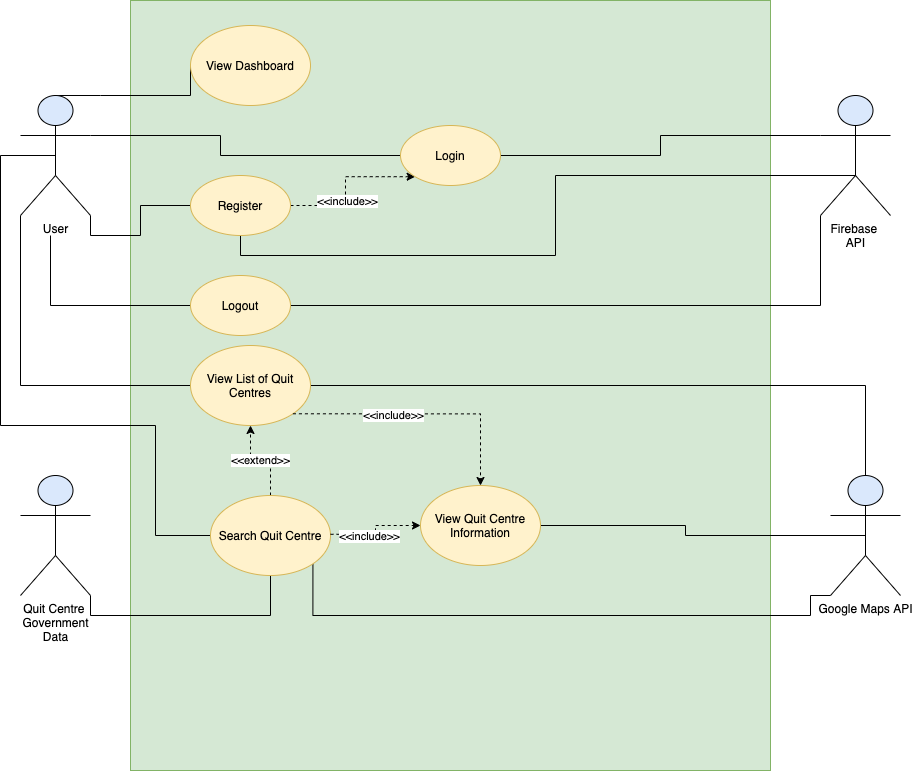 View Dashboard
Login
Register
<<include>>
User
Firebase
API
Logout
View List of Quit
Centres
<<include>>
<<extend>>
Search Quit Centre
<<include>>
View Quit Centre
Information
Quit Centre
Government
Data
Google Maps API